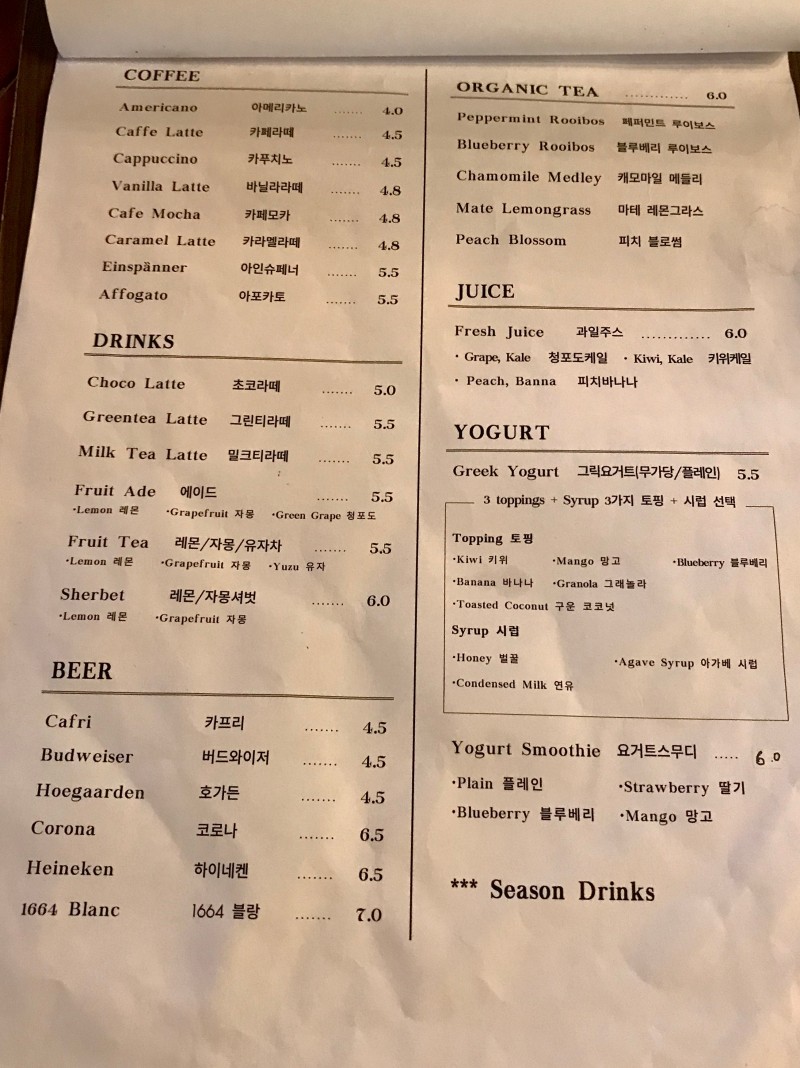 COFFEE
Americano 아메리카노 ....... 4.0
Caffe Latte 카페라떼 ....... 4.5
Cappuccino 카푸치노 ....... 4.5
Vanilla Latte 바닐라라떼 ....... 4.8
Cafe Mocha 카페모카 ....... 4.8
Caramel Latte 카라멜라떼 ....... 4.8
Einspänner 아인슈페너 ....... 5.5
Affogato 아포카토 ....... 5.5
DRINKS
Choco Latte 초코라떼 ....... 5.0
Greentea Latte 그린티라떼 ....... 5.5
Milk Tea Latte 밀크티라떼 ....... 5.5
Fruit Ade 에이드 ....... 5.5
·Lemon 레몬 ·Grapefruit 자몽 ·Green Grape 청포도
Fruit Tea 레몬/자몽/유자차 ....... 5.5
·Lemon 레몬 ·Grapefruit 자몽 ·Yuzu 유자
Sherbet 레몬/자몽셔벗 ....... 6.0
·Lemon 레몬 ·Grapefruit 자몽
BEER
Cafri 카프리 ....... 4.5
Budweiser 버드와이저 ....... 4.5
Hoegaarden 호가든 ....... 4.5
Corona 코로나 ....... 6.5
Heineken 하이네켄 ....... 6.5
1664 Blanc 1664 블랑 ....... 7.0
ORGANIC TEA ............. 6.0
Peppermint Rooibos 페퍼민트 루이보스
Blueberry Rooibos 블루베리 루이보스
Chamomile Medley 캐모마일 메들리
Mate Lemongrass 마테 레몬그라스
Peach Blossom 피치 블로썸
JUICE
Fresh Juice 과일주스 ............. 6.0
· Grape, Kale 청포도케일 · Kiwi, Kale 키위케일
· Peach, Banna 피치바나나
YOGURT
Greek Yogurt 그릭요거트(무가당/플레인) 5.5
3 toppings + Syrup 3가지 토핑 + 시럽 선택
Topping 토핑
·Kiwi 키위 ·Mango 망고 ·Blueberry 블루베리
·Banana 바나나 ·Granola 그래놀라
·Toasted Coconut 구운 코코넛
Syrup 시럽
·Honey 벌꿀 ·Agave Syrup 아가베 시럽
·Condensed Milk 연유
Yogurt Smoothie 요거트스무디 ..... 6.0
·Plain 플레인 ·Strawberry 딸기
·Blueberry 블루베리 ·Mango 망고
*** Season Drinks